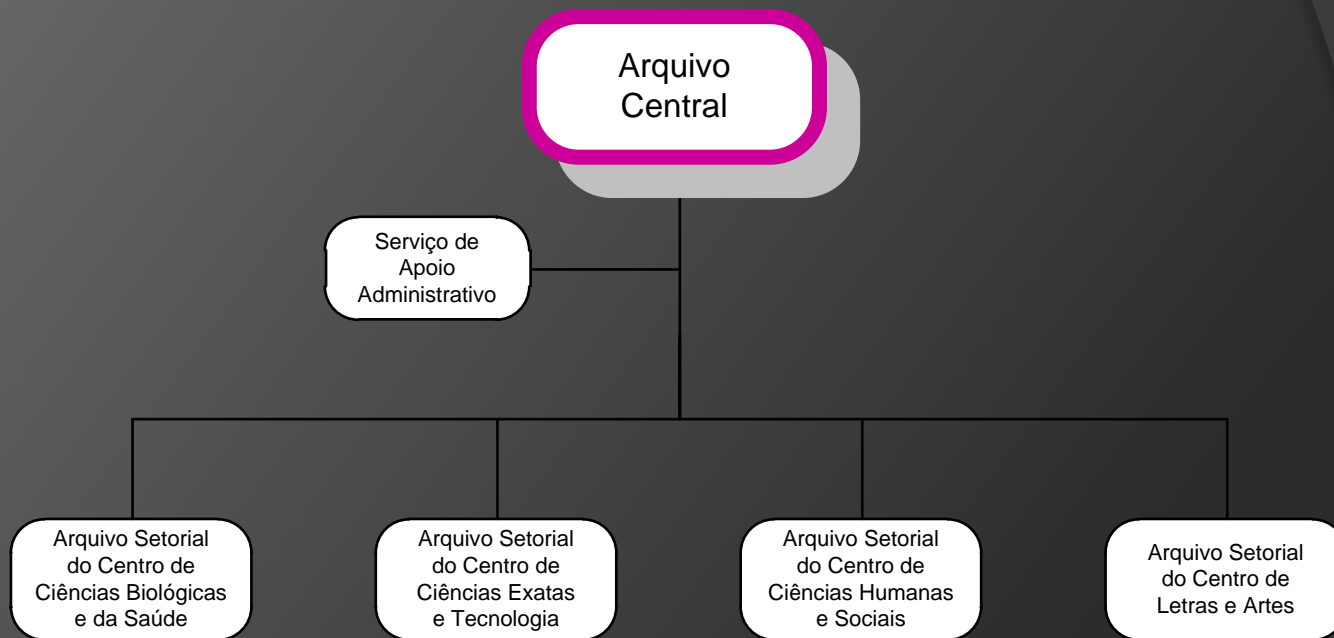 Arquivo
Central
Serviço de
Apoio
Administrativo
Arquivo Setorial
do Centro de
Ciências Biológicas
e da Saúde
Arquivo Setorial
do Centro de
Ciências Exatas
e Tecnologia
Arquivo Setorial
do Centro de
Ciências Humanas
e Sociais
Arquivo Setorial
do Centro de
Letras e Artes